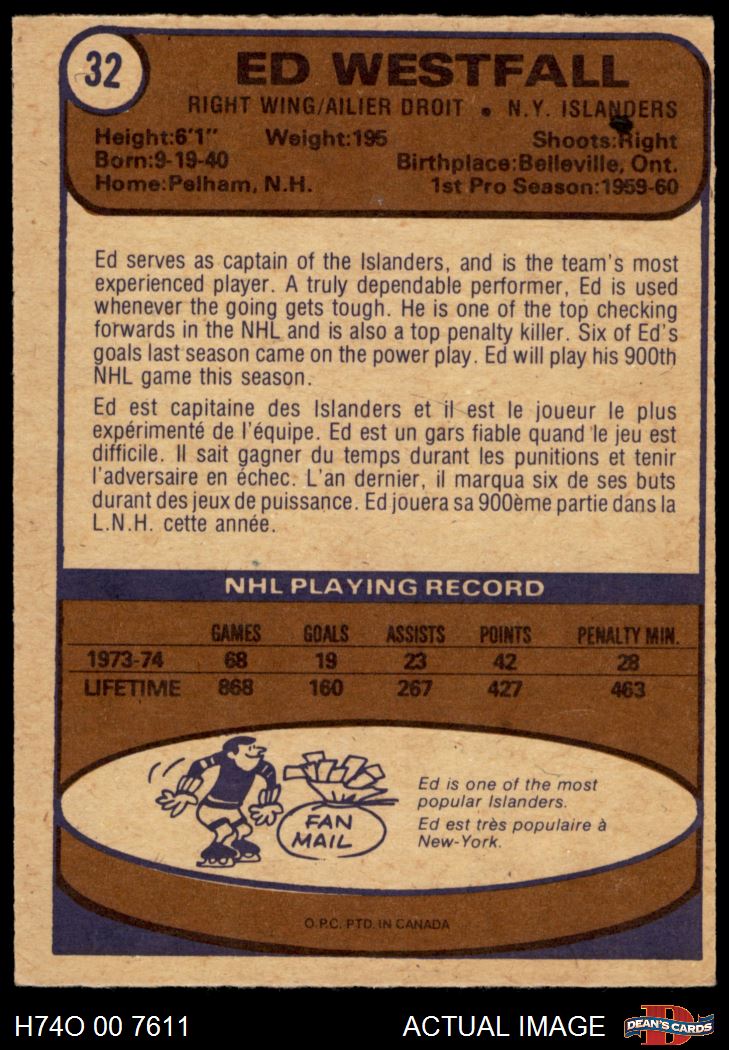 32
ED WESTFALL
RIGHT WING/AILIER DROIT • N.Y. ISLANDERS
Height:6'1" Weight:195 Shoots:Right
Born:9-19-40 Birthplace:Belleville, Ont.
Home:Pelham, N.H. 1st Pro Season:1959-60
Ed serves as captain of the Islanders, and is the team's most
experienced player. A truly dependable performer, Ed is used
whenever the going gets tough. He is one of the top checking
forwards in the NHL and is also a top penalty killer. Six of Ed's
goals last season came on the power play. Ed will play his 900th
NHL game this season.
Ed est capitaine des Islanders et il est le joueur le plus
expérimenté de l'équipe. Ed est un gars fiable quand le jeu est
difficile. Il sait gagner du temps durant les punitions et tenir
l'adversaire en échec. L'an dernier, il marqua six de ses buts
durant des jeux de puissance. Ed jouera sa 900ème partie dans la
L.N.H. cette année.
NHL PLAYING RECORD
GAMES GOALS ASSISTS POINTS PENALTY MIN.
1973-74 68 19 23 42 28
LIFETIME 868 160 267 427 463
FAN
MAIL
Ed is one of the most
popular Islanders.
Ed est très populaire à
New-York.
O.P.C. PTD. IN CANADA
H74O 00 7611 ACTUAL IMAGE
DEAN'S CARDS